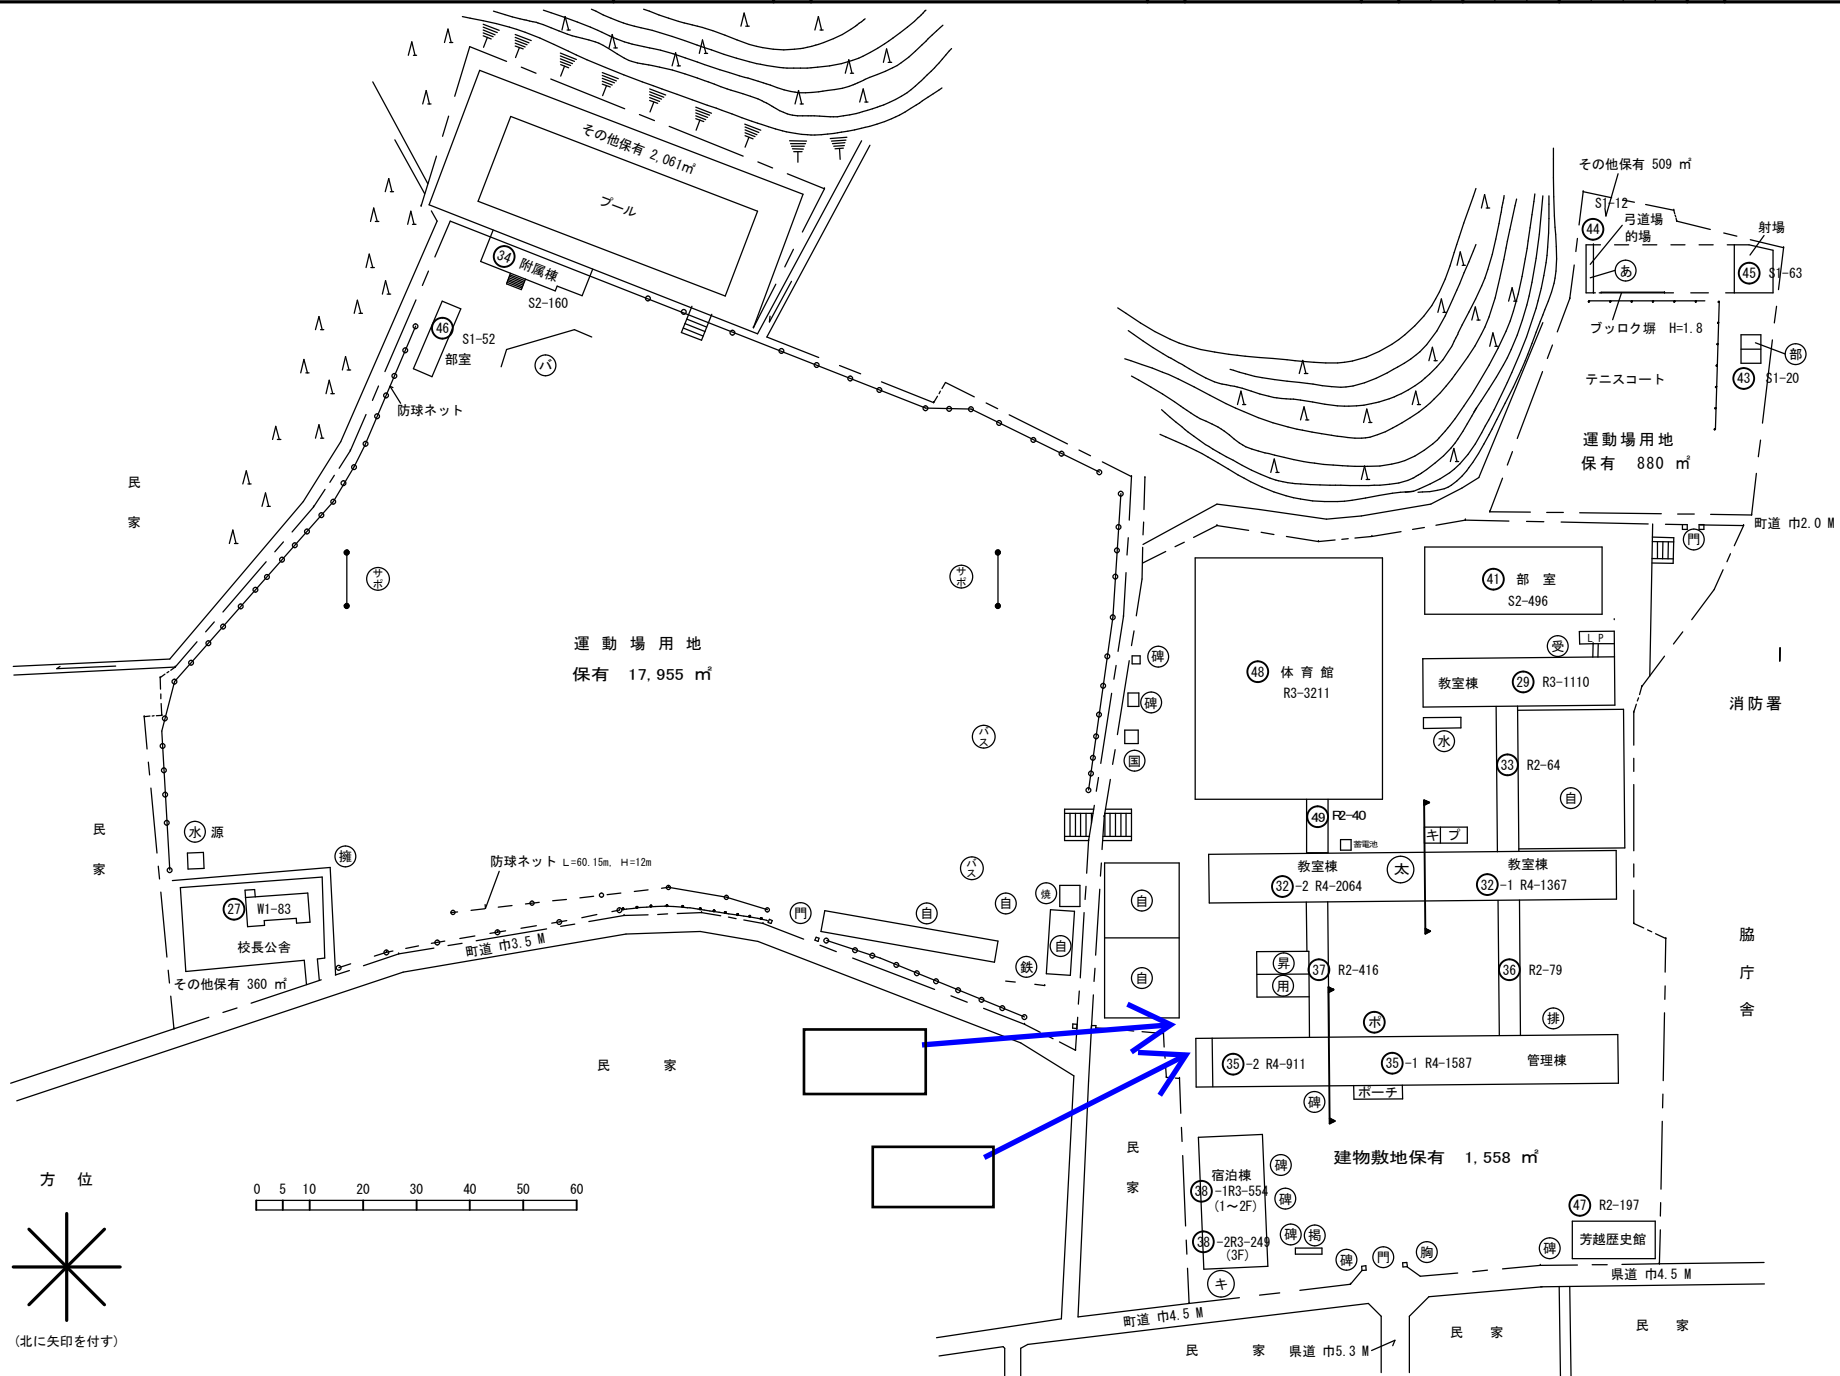 その他保有 2,061㎡
プール
34 附属棟
S2-160
46
S1-52
部室
バ
防球ネット
その他保有 509 ㎡
S1-12
44
弓道場
的場
あ
射場
45 S1-63
ブッロク塀 H=1.8
部
テニスコート
43 S1-20
運動場用地
保有 880 ㎡
町道 巾2.0 M
門
民
家
サポ
サポ
運 動 場 用 地
保有 17,955 ㎡
41 部 室
S2-496
受
LP
碑
48 体 育 館
R3-3211
教室棟 29 R3-1110
碑
消防署
バス
水
国
33 R2-64
自
民
家
水 源
擁
49 R2-40
キ プ
蓄電池
防球ネット L=60.15m, H=12m
バス
教室棟
太
教室棟
32-2 R4-2064
32-1 R4-1367
焼
自
27 W1-83
門
自
自
自
校長公舎
町道 巾3.5 M
脇
庁
舎
鉄
自
昇
用
37 R2-416
36 R2-79
その他保有 360 ㎡
ポ
排
民 家
35-2 R4-911
35-1 R4-1587
管理棟
ポーチ
碑
民
家
建物敷地保有 1,558 ㎡
方 位
0 5 10 20 30 40 50 60
宿泊棟
38-1R3-554
(1～2F)
碑
碑
38-2R3-249
(3F)
碑 掲
47 R2-197
芳越歴史館
碑
碑 門 胸
キ
県道 巾4.5 M
町道 巾4.5 M
(北に矢印を付す)
民 家
県道 巾5.3 M
民 家
民 家